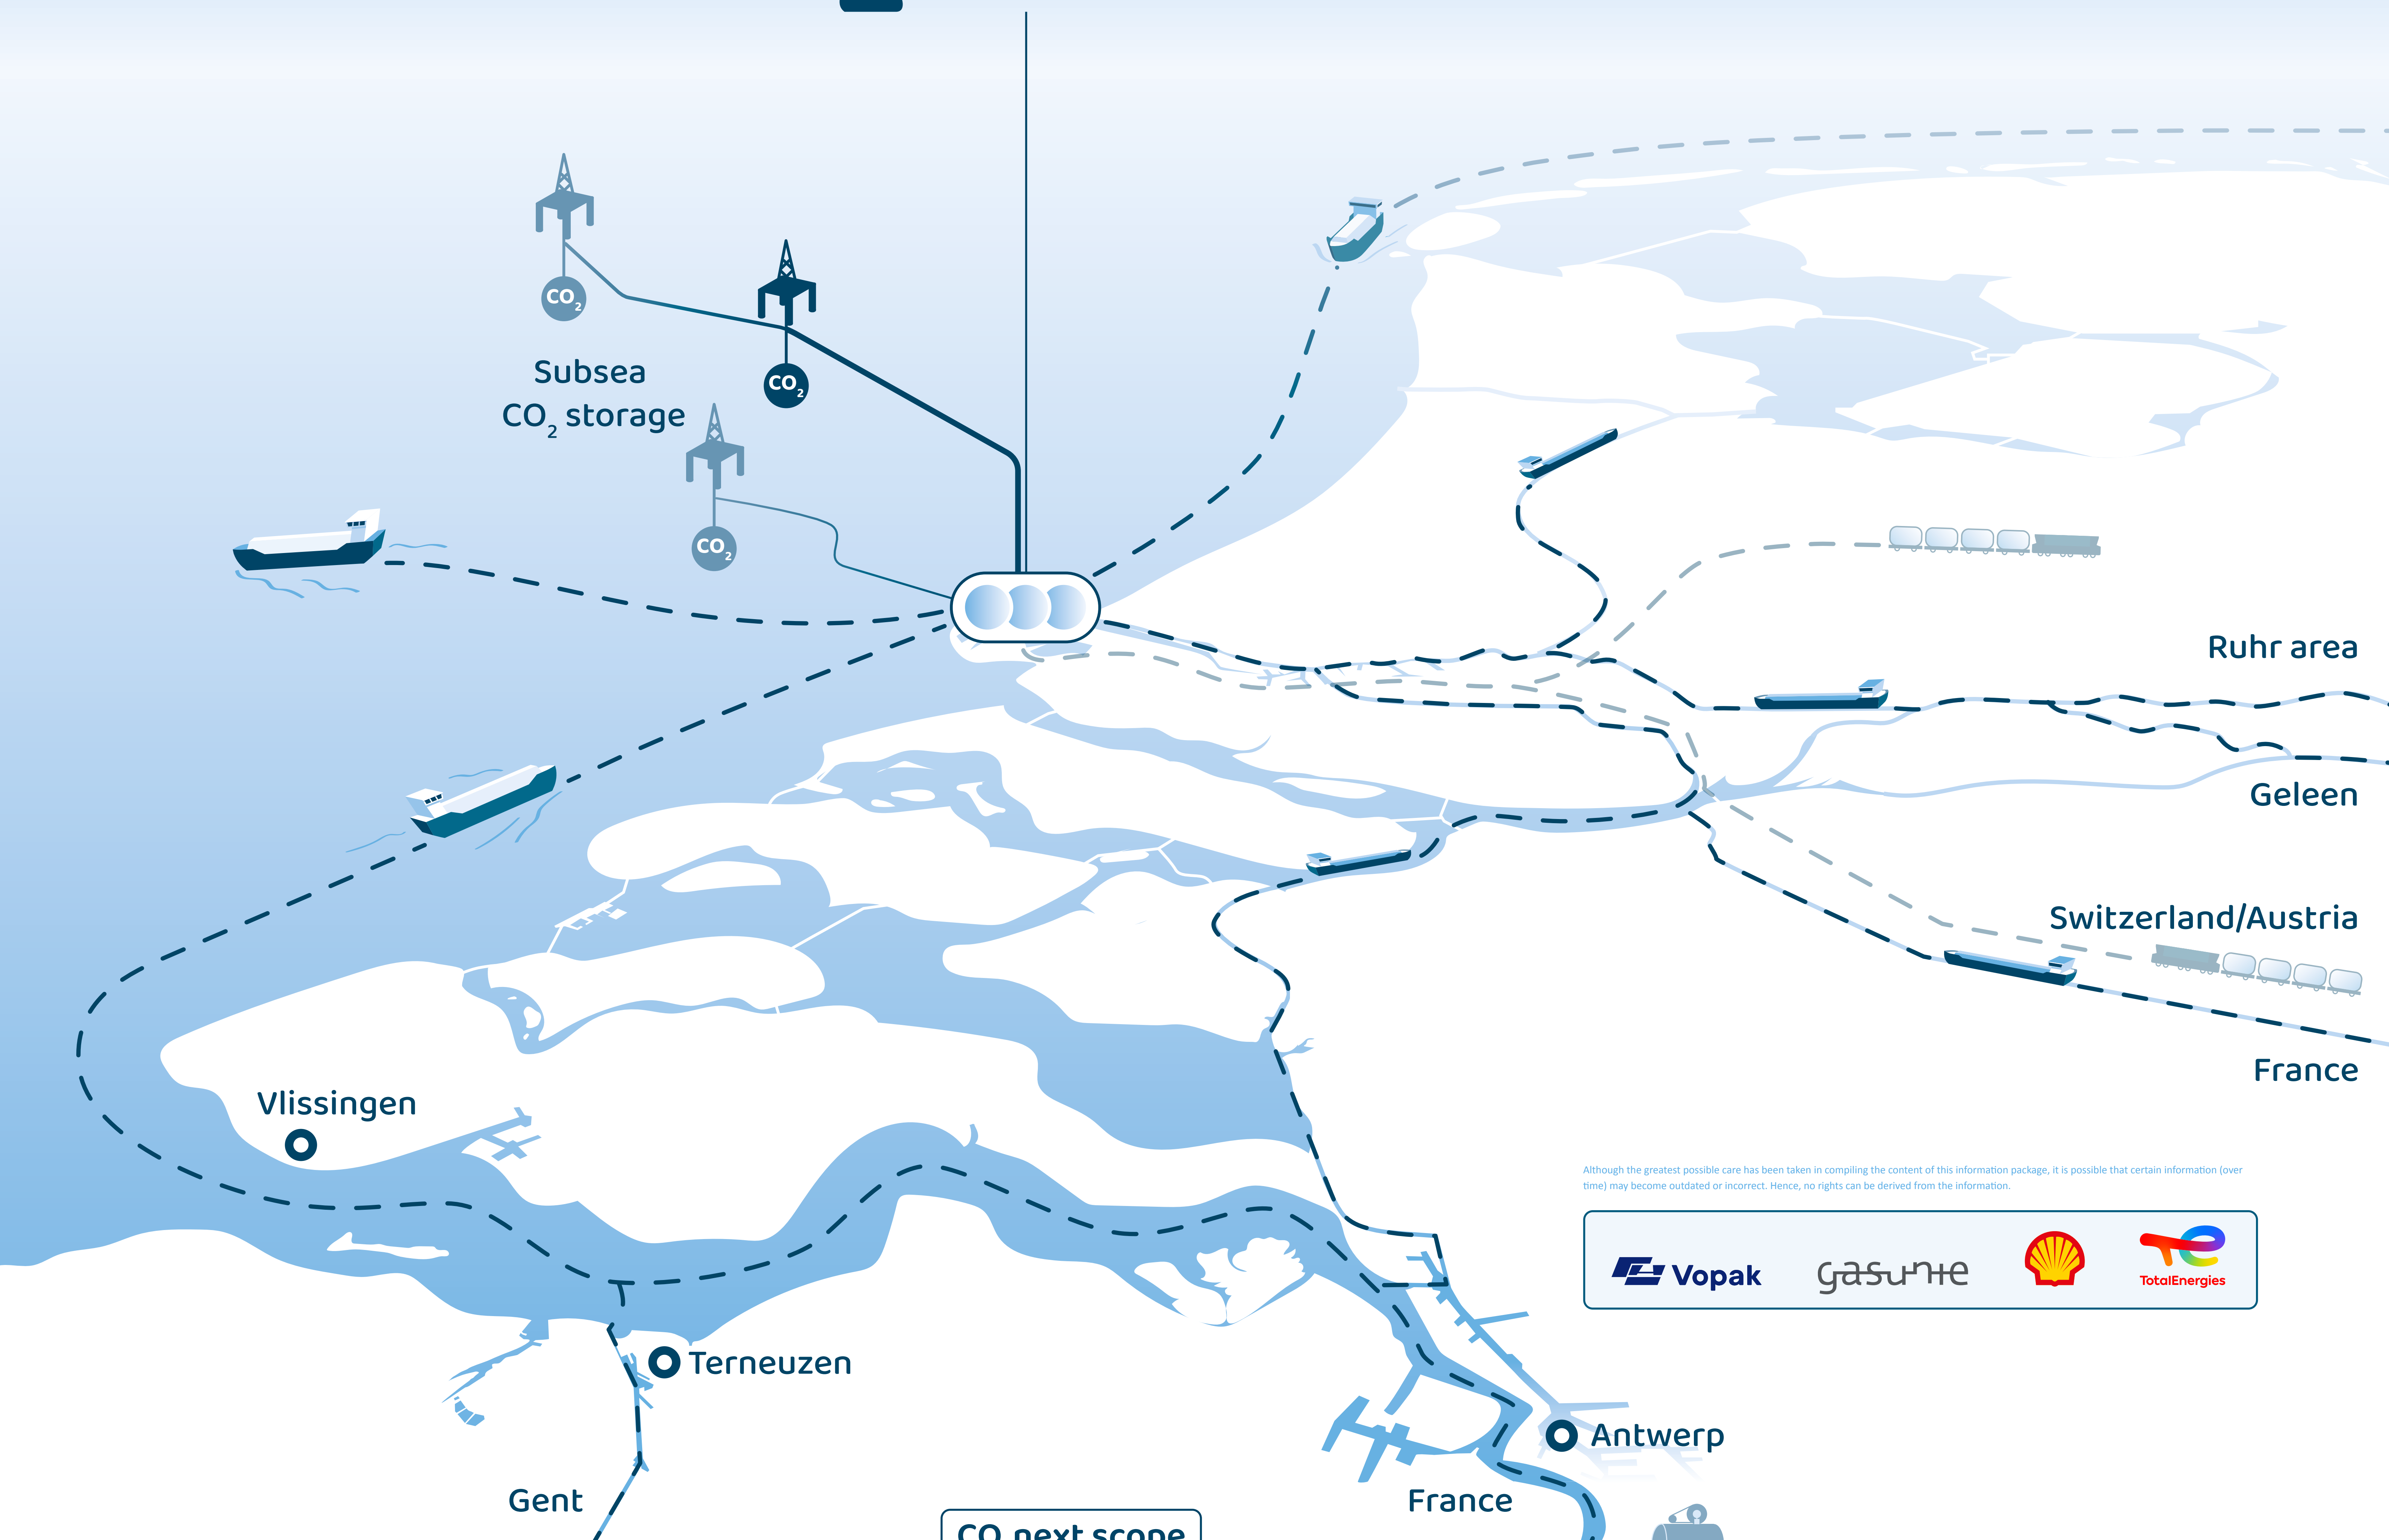 CO2
CO2
Subsea
CO2 storage
CO2
Ruhr area
Geleen
Switzerland/Austria
France
Vlissingen
Although the greatest possible care has been taken in compiling the content of this information package, it is possible that certain information (over
time) may become outdated or incorrect. Hence, no rights can be derived from the information.
Vopak
gasunie
TotalEnergies
Terneuzen
Antwerp
Gent
France
CO next scope